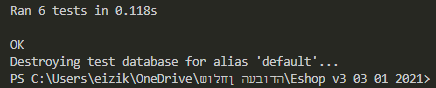 Ran 6 tests in 0.118s
OK
Destroying test database for alias 'default'...
PS C:\Users\eizik\OneDrive\שולחן העבודה\Eshop v3 03 01 2021>